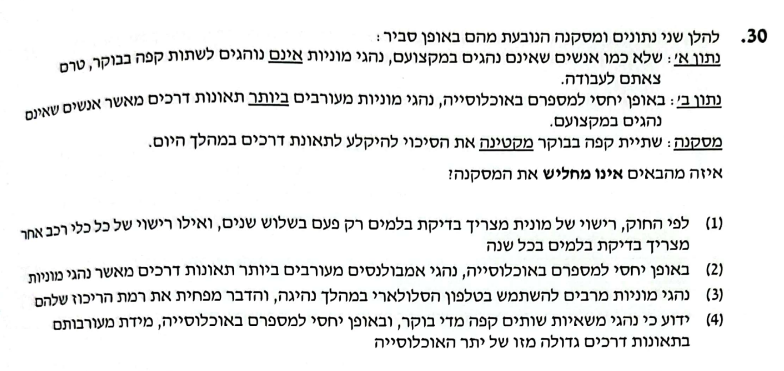 30. להלן שני נתונים ומסקנה הנובעת מהם באופן סביר:
נתון א': שלא כמו אנשים שאינם נהגים במקצועם, נהגי מוניות אינם נוהגים לשתות קפה בבוקר, טרם
צאתם לעבודה.
נתון ב': באופן יחסי למספרם באוכלוסייה, נהגי מוניות מעורבים ביותר תאונות דרכים מאשר אנשים שאינם
נהגים במקצועם.
מסקנה: שתיית קפה בבוקר מקטינה את הסיכוי להיקלע לתאונת דרכים במהלך היום.
איזה מהבאים אינו מחליש את המסקנה?
(1) לפי החוק, רישוי של מונית מצריך בדיקת בלמים רק פעם בשלוש שנים, ואילו רישוי של כל כלי רכב אחר
מצריך בדיקת בלמים בכל שנה
(2) באופן יחסי למספרם באוכלוסייה, נהגי אמבולנסים מעורבים ביותר תאונות דרכים מאשר נהגי מוניות
(3) נהגי מוניות מרבים להשתמש בטלפון הסלולארי במהלך נהיגה, והדבר מפחית את רמת הריכוז שלהם
(4) ידוע כי נהגי משאיות שותים קפה מדי בוקר, ובאופן יחסי למספרם באוכלוסייה, מידת מעורבותם
בתאונות דרכים גדולה מזו של יתר האוכלוסייה